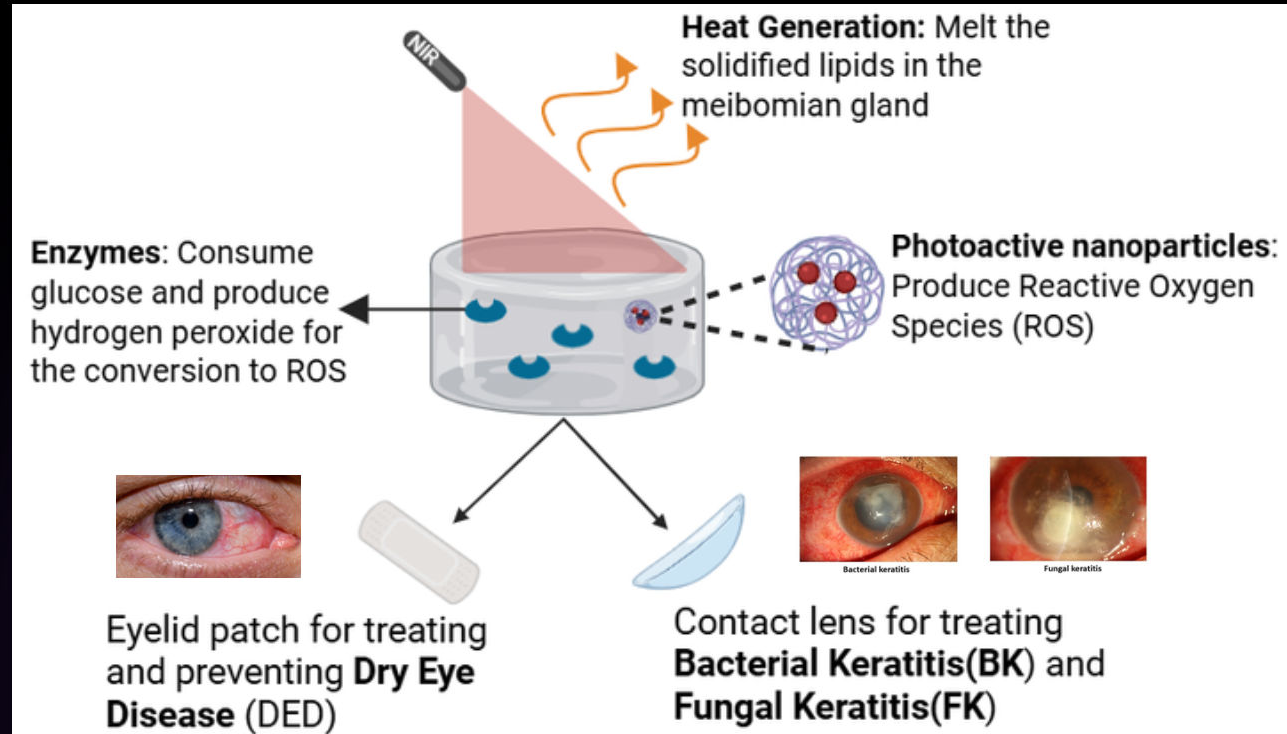 NIR
Heat Generation: Melt the
solidified lipids in the
meibomian gland
Enzymes: Consume
glucose and produce
hydrogen peroxide for
the conversion to ROS
Photoactive nanoparticles:
Produce Reactive Oxygen
Species (ROS)
Bacterial keratitis
Fungal keratitis
Eyelid patch for treating
and preventing Dry Eye
Disease (DED)
Contact lens for treating
Bacterial Keratitis(BK) and
Fungal Keratitis(FK)